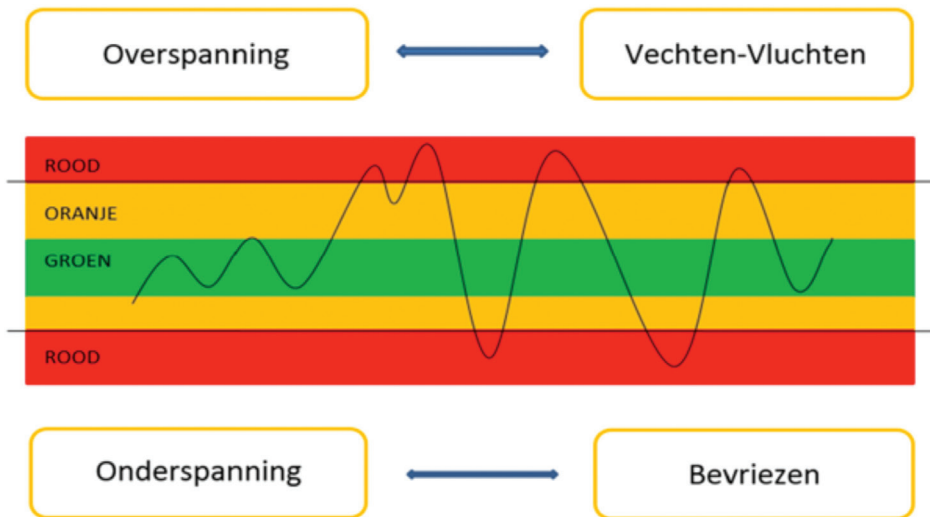 Overspanning
Vechten-Vluchten
ROOD
ORANJE
GROEN
ROOD
Onderspanning
Bevriezen